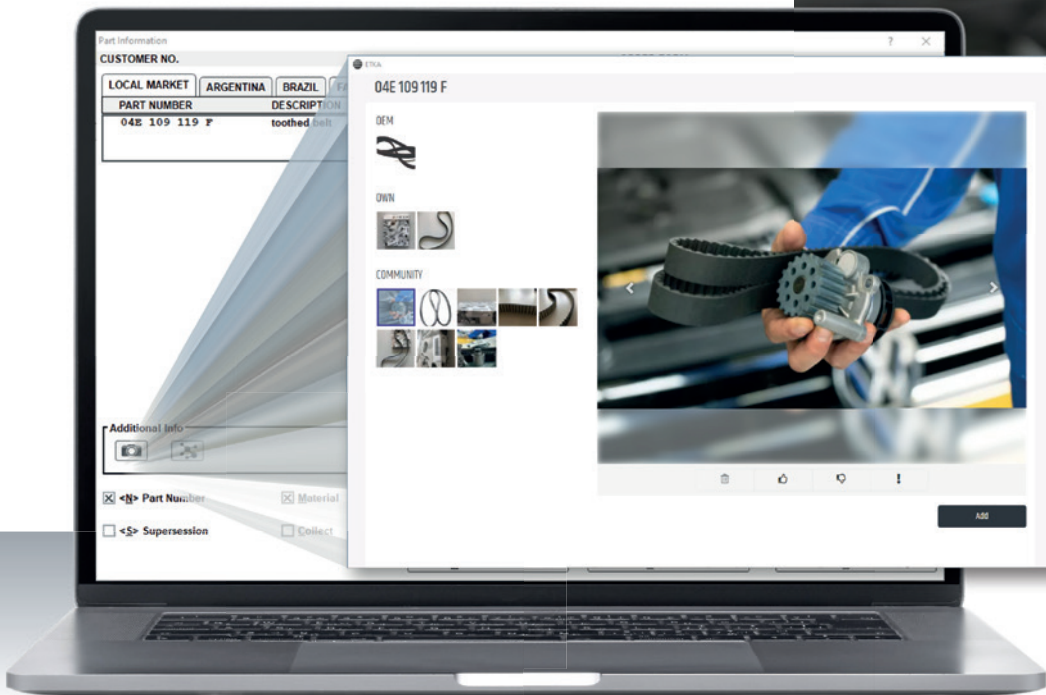 Part Information
CUSTOMER NO.
LOCAL MARKET
ARGENTINA
BRAZIL
PART NUMBER
DESCRIPTION
04E 109 119 F
toothed belt
Additional Info
<N> Part Number
Material
<S> Supersession
Collect
ETKA
04E 109 119 F
OEM
OWN
COMMUNITY
Add